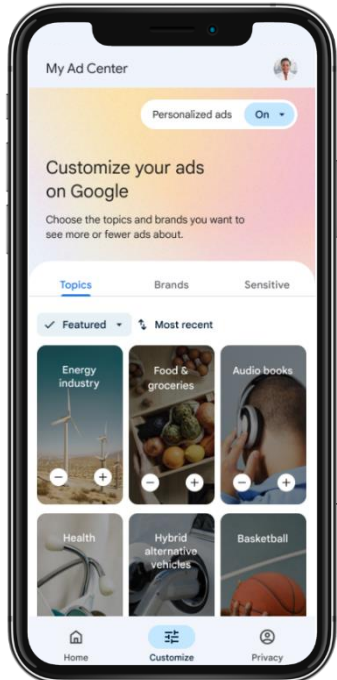 My Ad Center
Personalized ads On
Customize your ads
on Google
Choose the topics and brands you want to
see more or fewer ads about.
Topics Brands Sensitive
Featured Most recent
Energy
industry
Food &
groceries
Audio books
Health
Hybrid
alternative
vehicles
Basketball
Home Customize Privacy